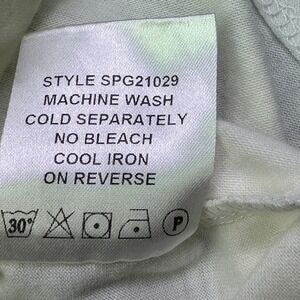 STYLE SPG21029
MACHINE WASH
COLD SEPARATELY
NO BLEACH
COOL IRON
ON REVERSE
30° P